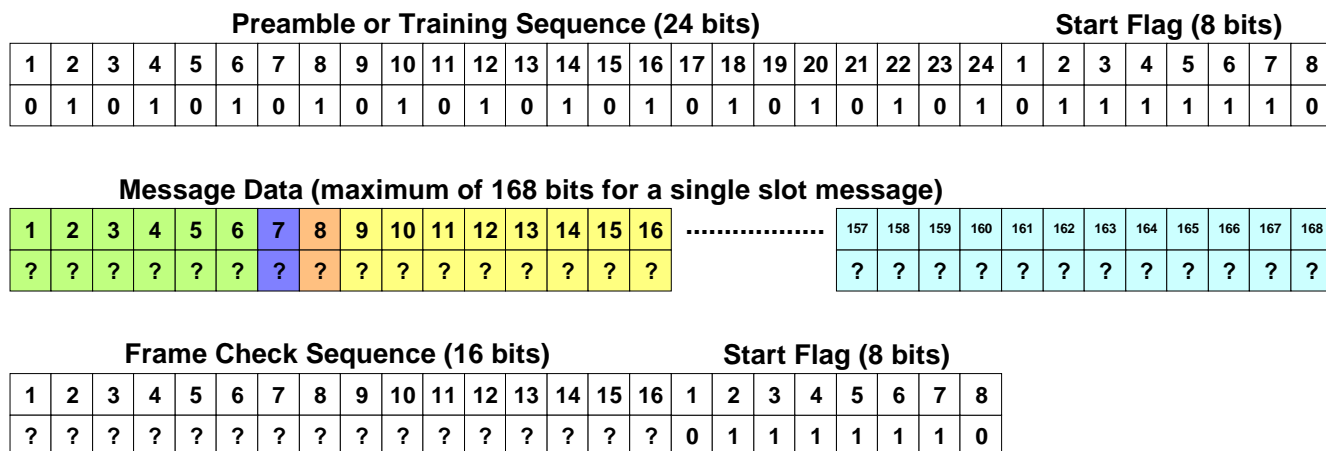 Preamble or Training Sequence (24 bits) Start Flag (8 bits)
1 2 3 4 5 6 7 8 9 10 11 12 13 14 15 16 17 18 19 20 21 22 23 24 1 2 3 4 5 6 7 8
0 1 0 1 0 1 0 1 0 1 0 1 0 1 0 1 0 1 0 1 0 1 0 1 0 1 1 1 1 1 1 0
Message Data (maximum of 168 bits for a single slot message)
1 2 3 4 5 6 7 8 9 10 11 12 13 14 15 16 .................. 157 158 159 160 161 162 163 164 165 166 167 168
? ? ? ? ? ? ? ? ? ? ? ? ? ? ? ? ? ? ? ? ? ? ? ? ? ? ? ?
Frame Check Sequence (16 bits) Start Flag (8 bits)
1 2 3 4 5 6 7 8 9 10 11 12 13 14 15 16 1 2 3 4 5 6 7 8
? ? ? ? ? ? ? ? ? ? ? ? ? ? ? ? 0 1 1 1 1 1 1 0